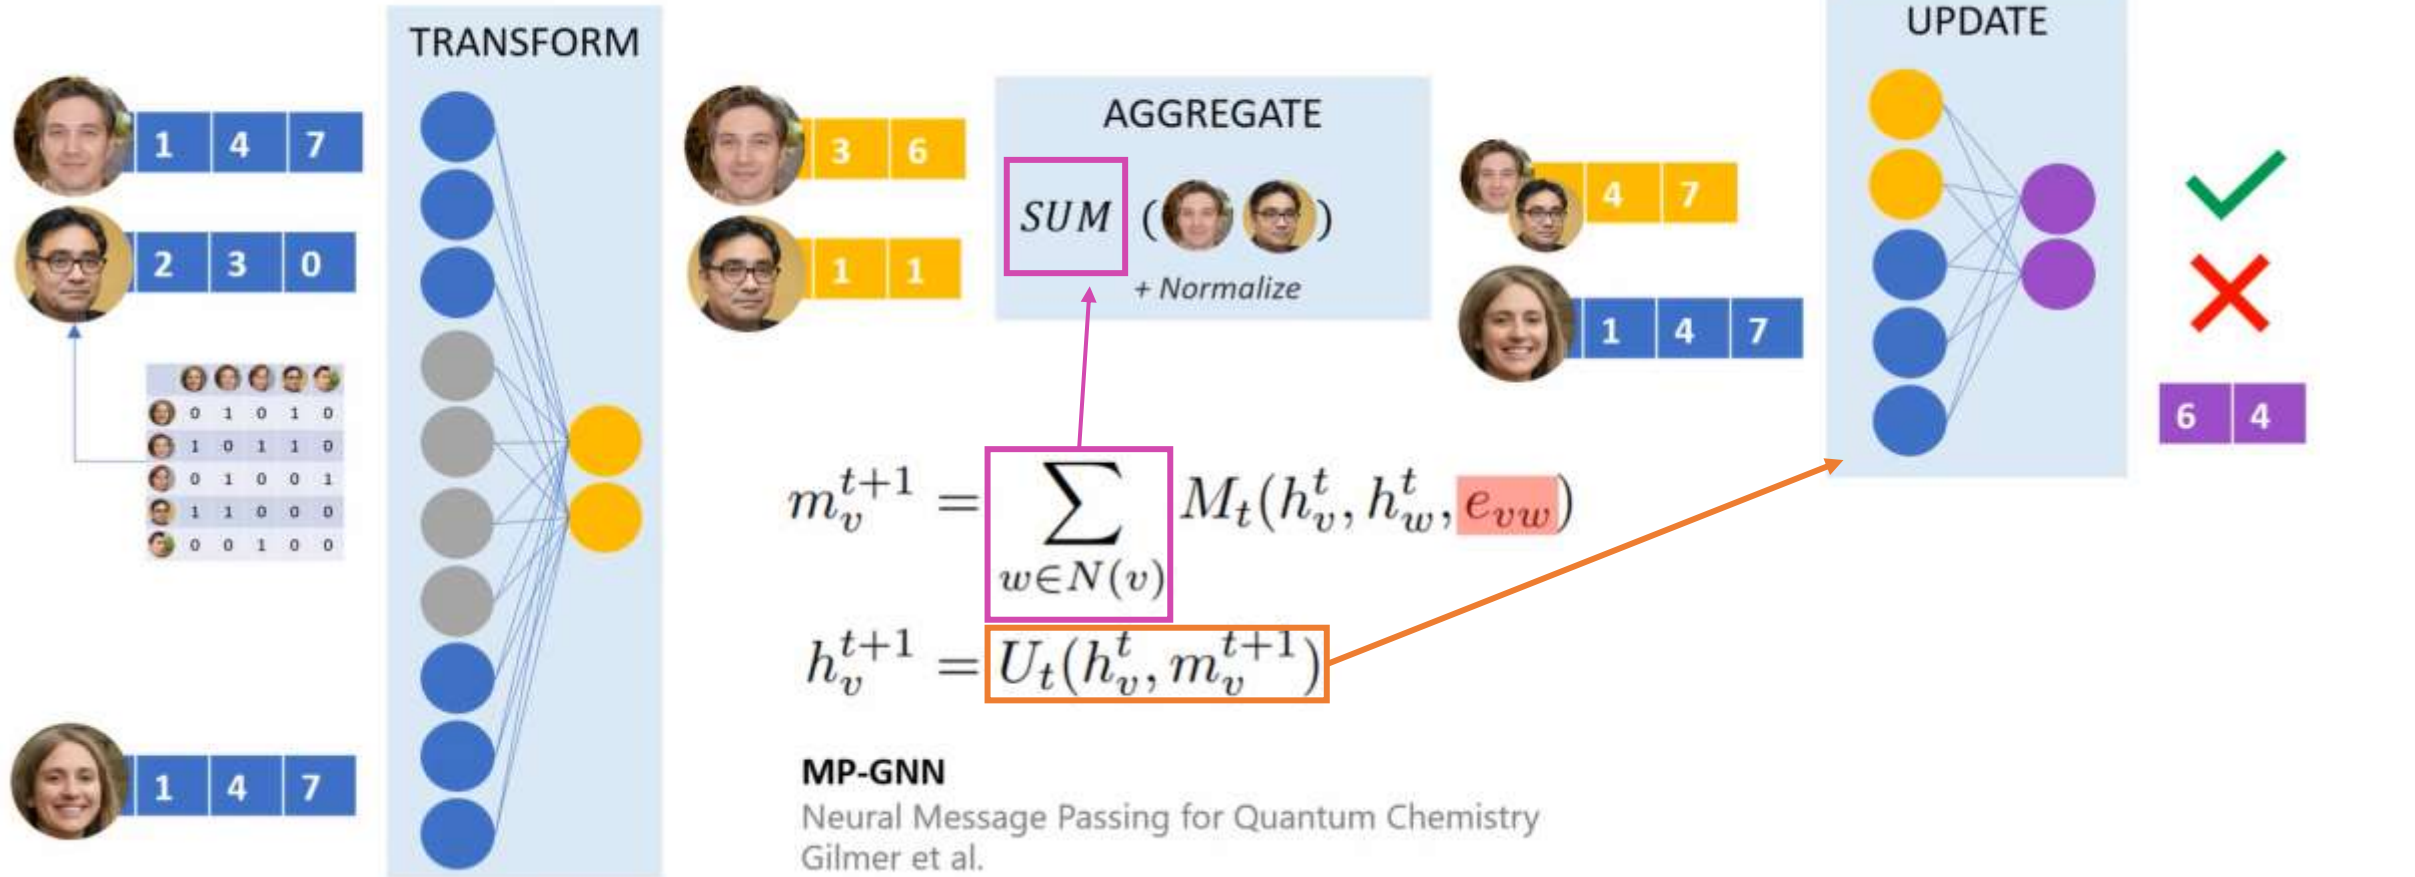 TRANSFORM
1 4 7
2 3 0
0 1 0 1 0
1 0 1 1 0
0 1 0 0 1
1 1 0 0 0
0 0 1 0 0
1 4 7
3 6
1 1
AGGREGATE
SUM ( )
+ Normalize
4 7
1 4 7
UPDATE
6 4
m_v^{t+1} = \sum_{w∈N(v)} M_t(h_v^t, h_w^t, e_{vw})
h_v^{t+1} = U_t(h_v^t, m_v^{t+1})
MP-GNN
Neural Message Passing for Quantum Chemistry
Gilmer et al.